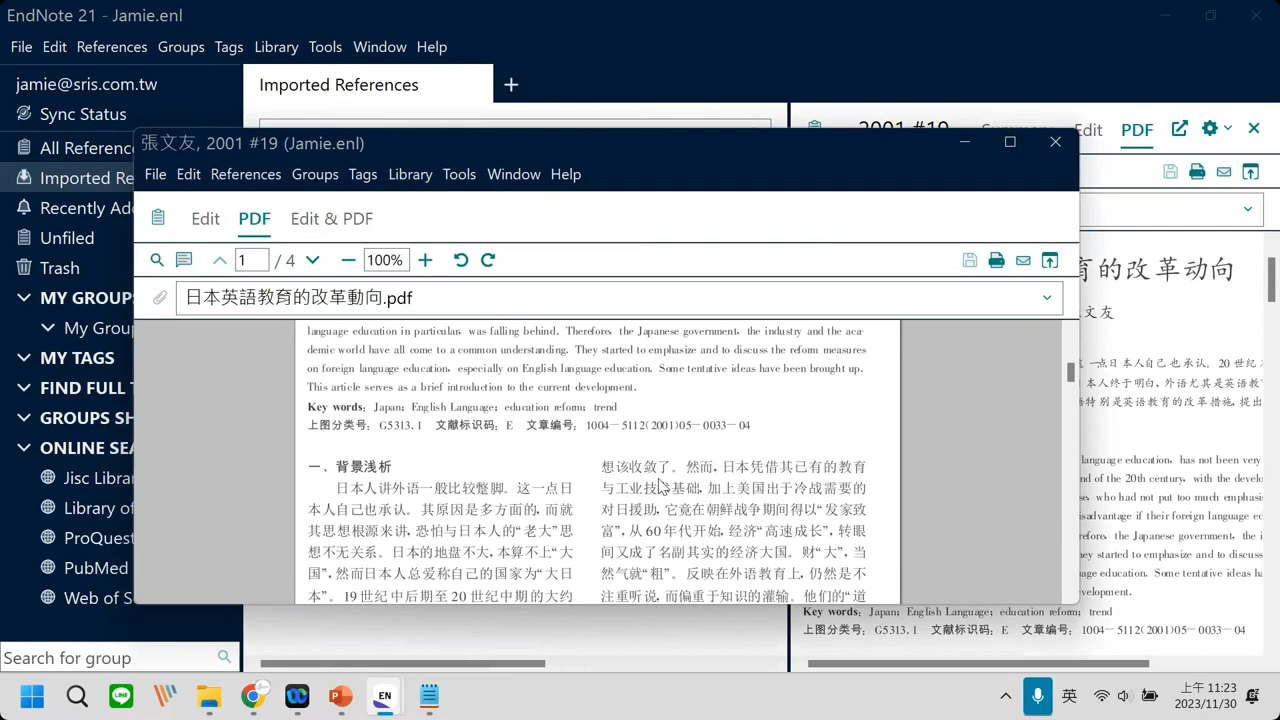 EndNote 21 - Jamie.enl
File Edit References Groups Tags Library Tools Window Help
jamie@sris.com.tw
Sync Status
All Reference
Imported Re
Recently Add
Unfiled
Trash
MY GROUPS
My Grou
MY TAGS
FIND FULL T
GROUPS SH
ONLINE SEA
Jisc Librar
Library of
ProQuest
PubMed
Web of S
Search for group
Imported References
張文友, 2001 #19 (Jamie.enl)
File Edit References Groups Tags Library Tools Window Help
Edit PDF Edit & PDF
1 / 4 100%
日本英語教育的改革動向.pdf
language education in particular, was falling behind. Therefore, the Japanese government, the industry and the aca-
demic world have all come to a common understanding. They started to emphasize and to discuss the reform measures
on foreign language education, especially on English language education. Some tentative ideas have been brought up.
This article serves as a brief introduction to the current development.
Key words: Japan; English Language; education reform; trend
上图分类号: G5313.1 文献标识码: E 文章编号: 1004-5112(2001)05-0033-04
一、背景浅析
日本人讲外语一般比较蹩脚。这一点日
本人自己也承认。其原因是多方面的,而就
其思想根源来讲,恐怕与日本人的“老大”思
想不无关系。日本的地盘不大,本算不上“大
国”,然而日本人总爱称自己的国家为“大日
本”。19世纪中后期至20世纪中期的大约
想该收敛了。然而,日本凭借其已有的教育
与工业技术基础,加上美国出于冷战需要的
对日援助,它竟在朝鲜战争期间得以“发家致
富”,从60年代开始,经济“高速成长”,转眼
间又成了名副其实的经济大国。财“大”,当
然气就“粗”。反映在外语教育上,仍然是不
注重听说,而偏重于知识的灌输。他们的“道
Edit PDF
育的改革动向
文友
一点日本人自己也承认。20世纪
本人终于明白,外语尤其是英语教
特别是英语教育的改革措施,提出
language education, has not been very
nd of the 20th century, with the develo
se, who had not put too much emphasi
isadvantage if their foreign language e
refore, the Japanese government, the i
ney started to emphasize and to discuss
uage education. Some tentative ideas ha
velopment.
Key words: Japan; English Language; education reform; trend
上图分类号: G5313.1 文献标识码: E 文章编号: 1004-5112(2001)05-0033-04
EN
英
上午 11:23
2023/11/30